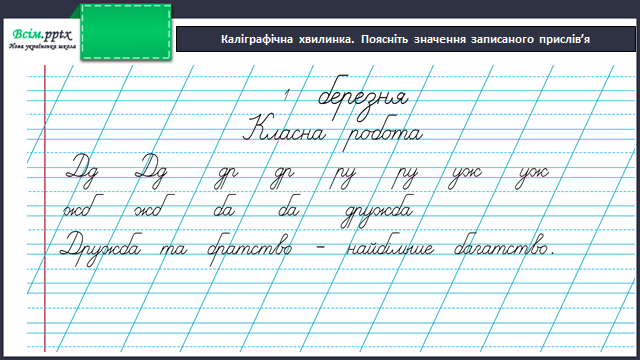 Всім.pptx
Нова українська школа
Каліграфічна хвилинка. Поясніть значення записаного прислів’я
1 березня
Класна робота
Дд Дд др др ру ру уж уж
жб жб ба ба дружба
Дружба та братство – найбільше багатство.